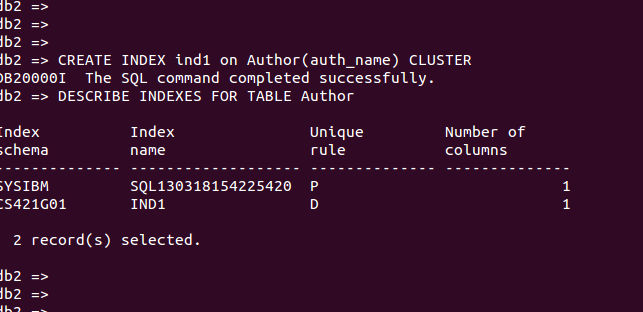 db2 =>
db2 =>
db2 =>
db2 => CREATE INDEX ind1 on Author(auth_name) CLUSTER
DB20000I  The SQL command completed successfully.
db2 => DESCRIBE INDEXES FOR TABLE Author
Index          Index               Unique         Number of
schema         name                rule           columns
-------------- ------------------- -------------- --------------
SYSIBM         SQL130318154225420  P                           1
CS421G01       IND1                D                           1
2 record(s) selected.
db2 =>
db2 =>
db2 =>